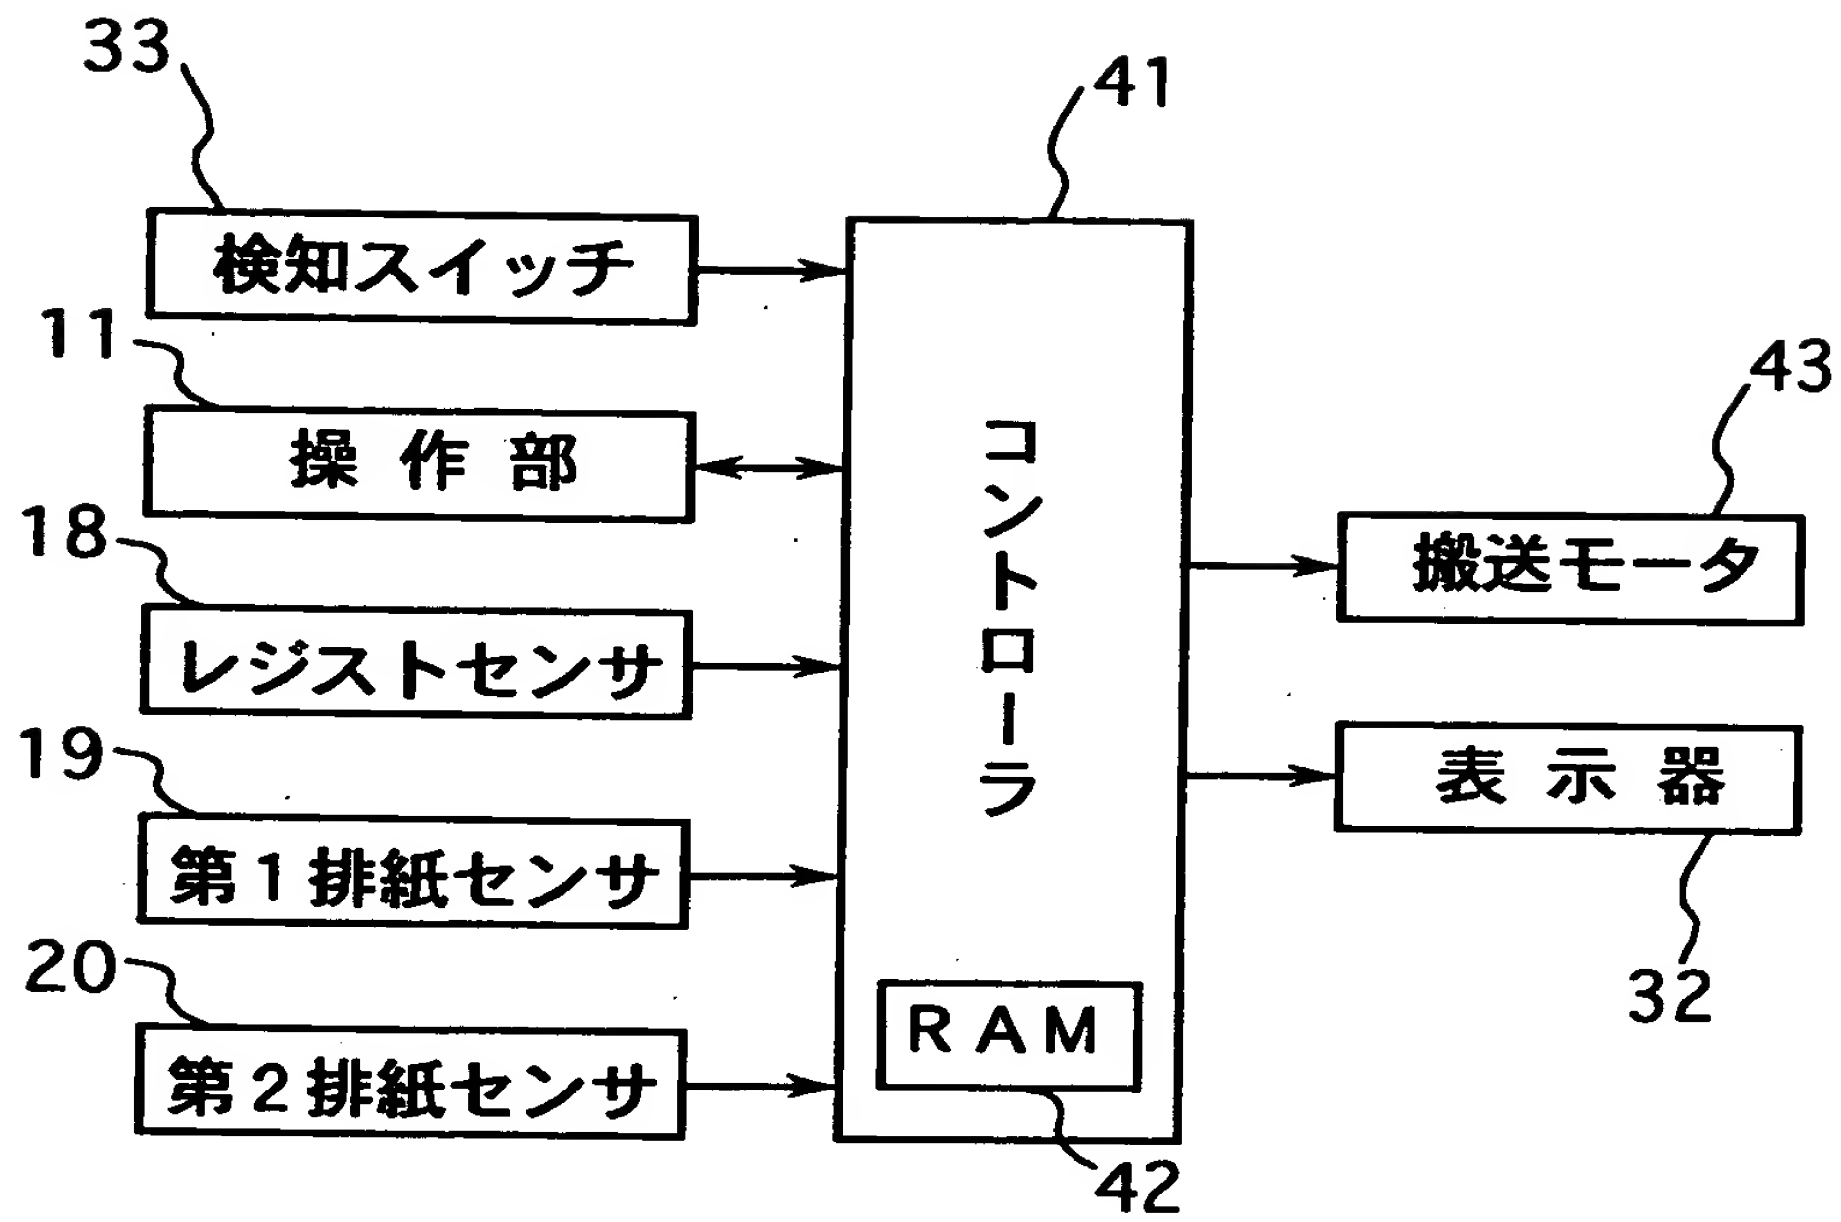 33
検知スイッチ
11
操作部
18
レジストセンサ
19
第1排紙センサ
20
第2排紙センサ
41
コントローラ
RAM
42
43
搬送モータ
表示器
32